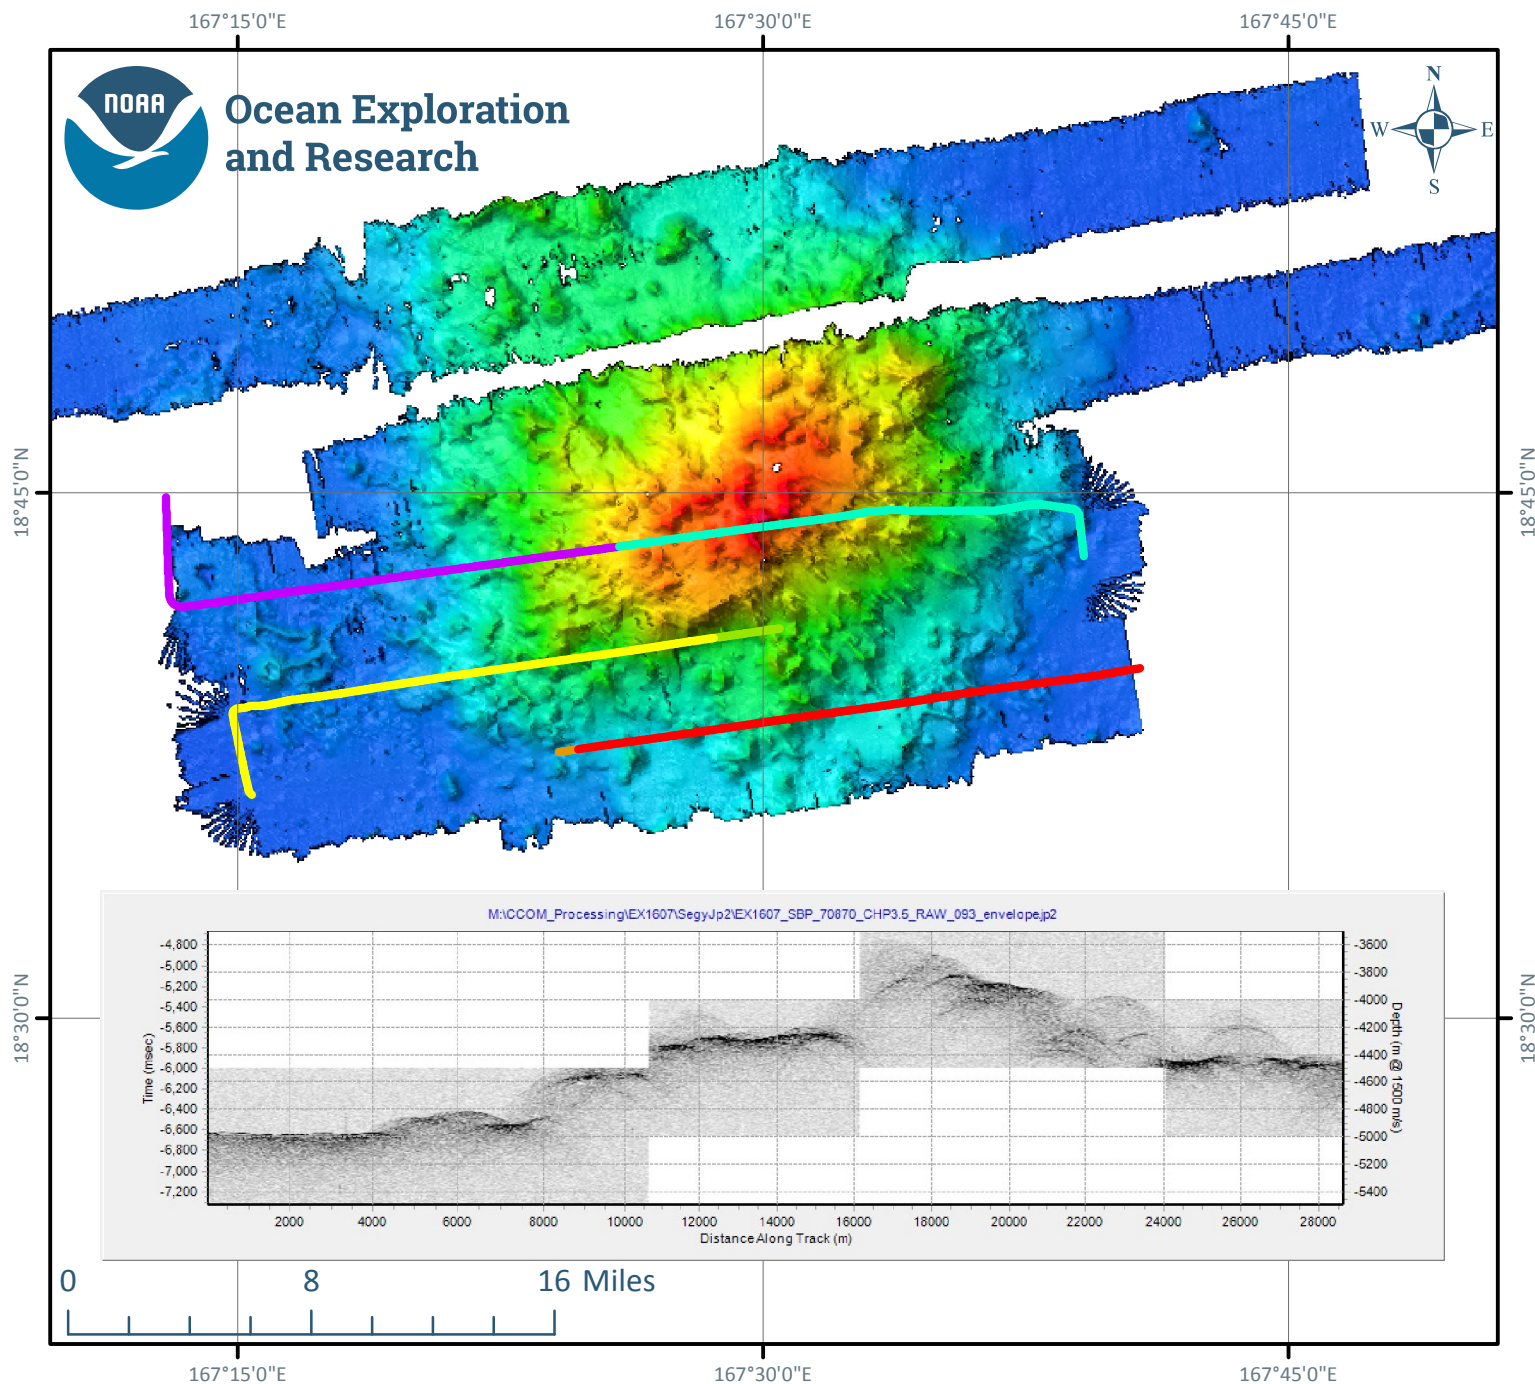 167°15'0"E 167°30'0"E 167°45'0"E
NOAA
Ocean Exploration
and Research
N
W E
S
18°45'0"N 18°45'0"N
M:\CCOM_Processing\EX1607\SegyJp2\EX1607_SBP_70870_CHP3.5_RAW_093_envelope.jp2
-4,800 -3600
-5,000 -3800
-5,200
-5,400 -4000
-5,600 -4200
-5,800 -4400
-6,000
-6,200 -4600
-6,400 -4800
-6,600 -5000
-6,800
-7,000 -5200
-7,200 -5400
Time (msec)
Depth (m @ 1500 m/s)
18°30'0"N 18°30'0"N
2000 4000 6000 8000 10000 12000 14000 16000 18000 20000 22000 24000 26000 28000
Distance Along Track (m)
0 8 16 Miles
167°15'0"E 167°30'0"E 167°45'0"E